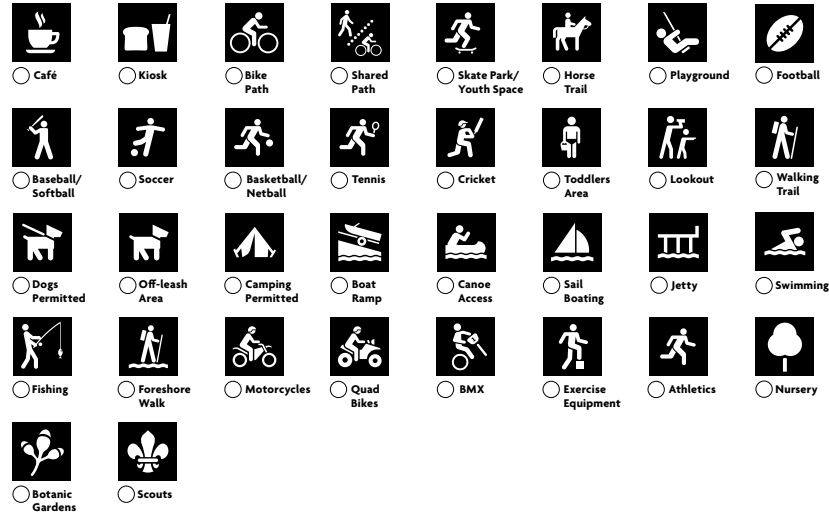 Café
Kiosk
Bike
Path
Shared
Path
Skate Park/
Youth Space
Horse
Trail
Playground
Football
Baseball/
Softball
Soccer
Basketball/
Netball
Tennis
Cricket
Toddlers
Area
Lookout
Walking
Trail
Dogs
Permitted
Off-leash
Area
Camping
Permitted
Boat
Ramp
Canoe
Access
Sail
Boating
Jetty
Swimming
Fishing
Foreshore
Walk
Motorcycles
Quad
Bikes
BMX
Exercise
Equipment
Athletics
Nursery
Botanic
Gardens
Scouts